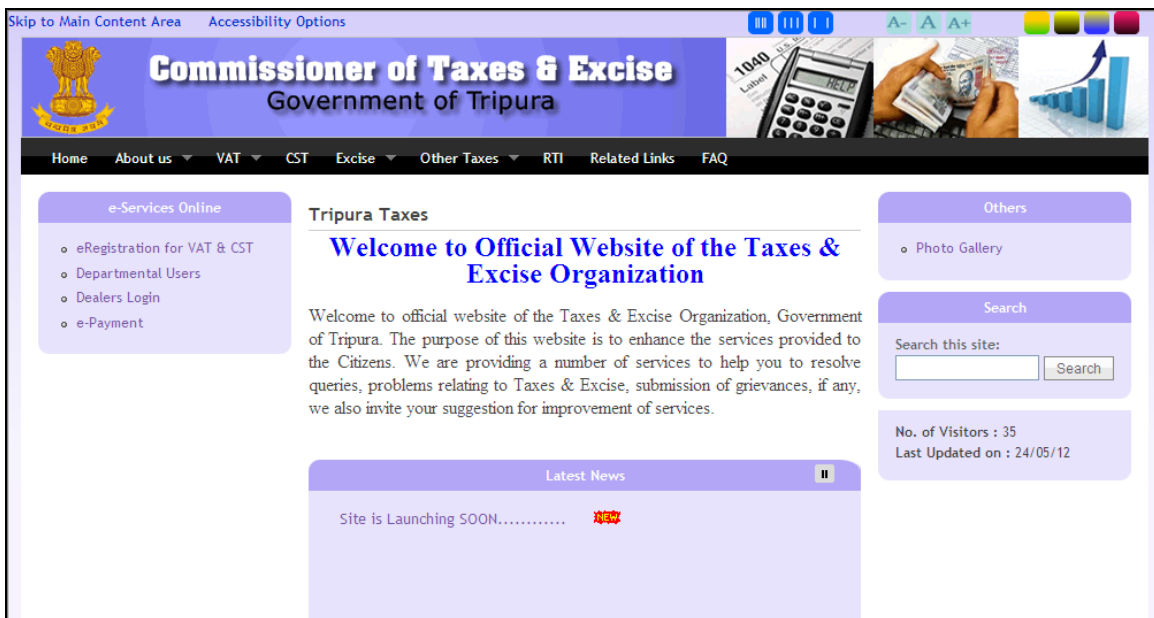 Skip to Main Content Area Accessibility Options
A- A A+
Commissioner of Taxes & Excise
Government of Tripura
1040 U.S.
Label
HELP
सत्यमेव जयते
Home About us VAT CST Excise Other Taxes RTI Related Links FAQ
e-Services Online
eRegistration for VAT & CST
Departmental Users
Dealers Login
e-Payment
Tripura Taxes
Welcome to Official Website of the Taxes &
Excise Organization
Welcome to official website of the Taxes & Excise Organization, Government
of Tripura. The purpose of this website is to enhance the services provided to
the Citizens. We are providing a number of services to help you to resolve
queries, problems relating to Taxes & Excise, submission of grievances, if any,
we also invite your suggestion for improvement of services.
Latest News
Site is Launching SOON............ NEW
Others
Photo Gallery
Search
Search this site:
Search
No. of Visitors : 35
Last Updated on : 24/05/12